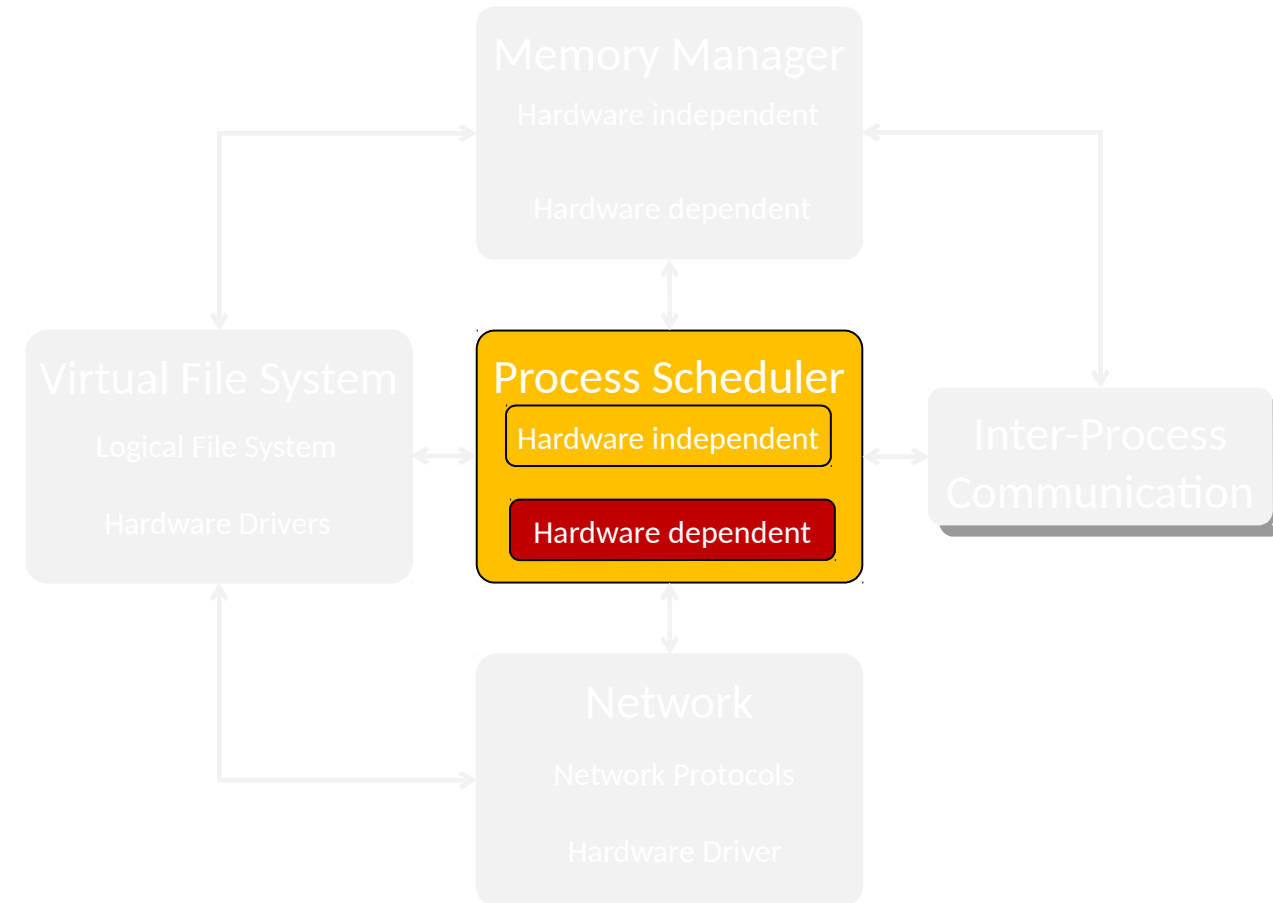 Memory Manager
Hardware independent
Hardware dependent
Virtual File System
Logical File System
Hardware Drivers
Process Scheduler
Hardware independent
Hardware dependent
Inter-Process
Communication
Network
Network Protocols
Hardware Driver